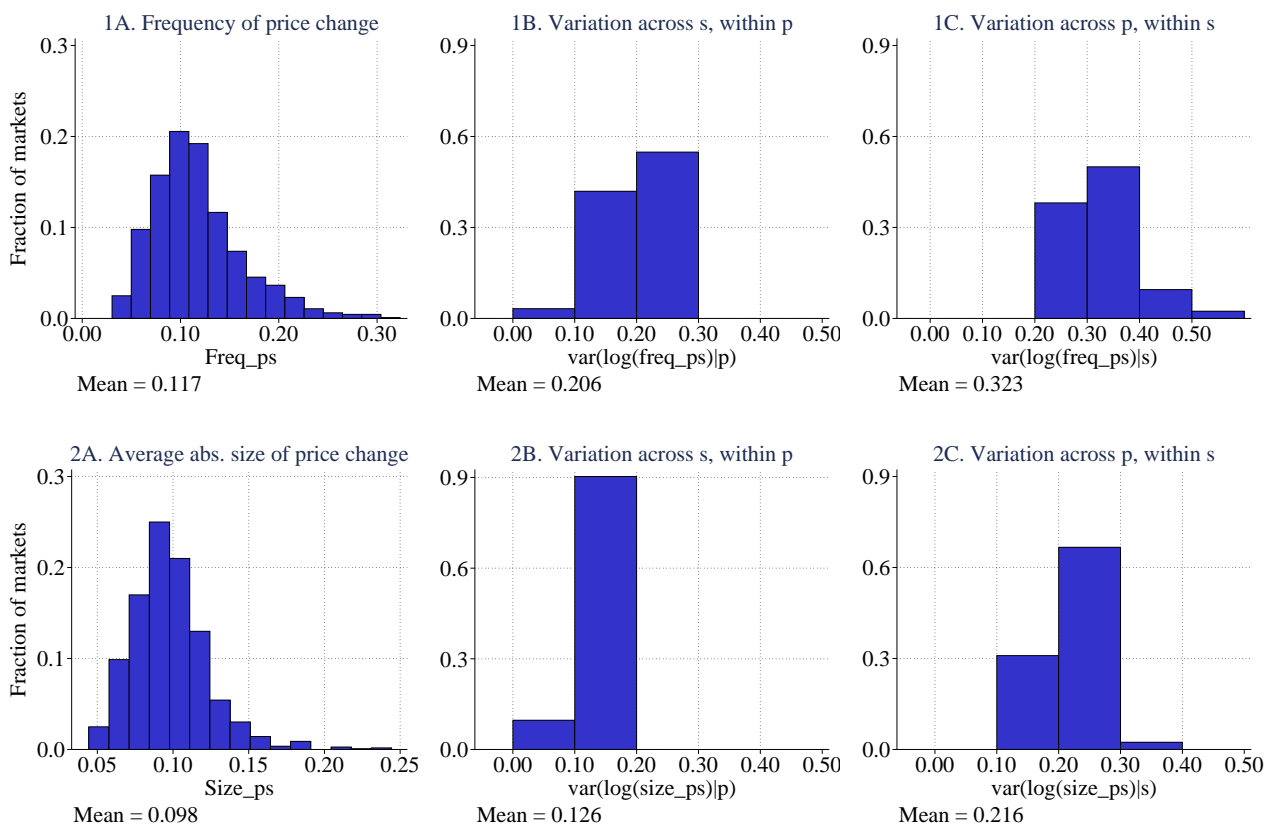 1A. Frequency of price change
1B. Variation across s, within p
1C. Variation across p, within s
Fraction of markets
0.3
0.2
0.1
0.0
0.00 0.10 0.20 0.30
Freq_ps
Mean = 0.117
0.9
0.6
0.3
0.0
0.00 0.10 0.20 0.30 0.40 0.50
var(log(freq_ps)|p)
Mean = 0.206
0.9
0.6
0.3
0.0
0.00 0.10 0.20 0.30 0.40 0.50
var(log(freq_ps)|s)
Mean = 0.323
2A. Average abs. size of price change
2B. Variation across s, within p
2C. Variation across p, within s
Fraction of markets
0.3
0.2
0.1
0.0
0.05 0.10 0.15 0.20 0.25
Size_ps
Mean = 0.098
0.9
0.6
0.3
0.0
0.00 0.10 0.20 0.30 0.40 0.50
var(log(size_ps)|p)
Mean = 0.126
0.9
0.6
0.3
0.0
0.00 0.10 0.20 0.30 0.40 0.50
var(log(size_ps)|s)
Mean = 0.216